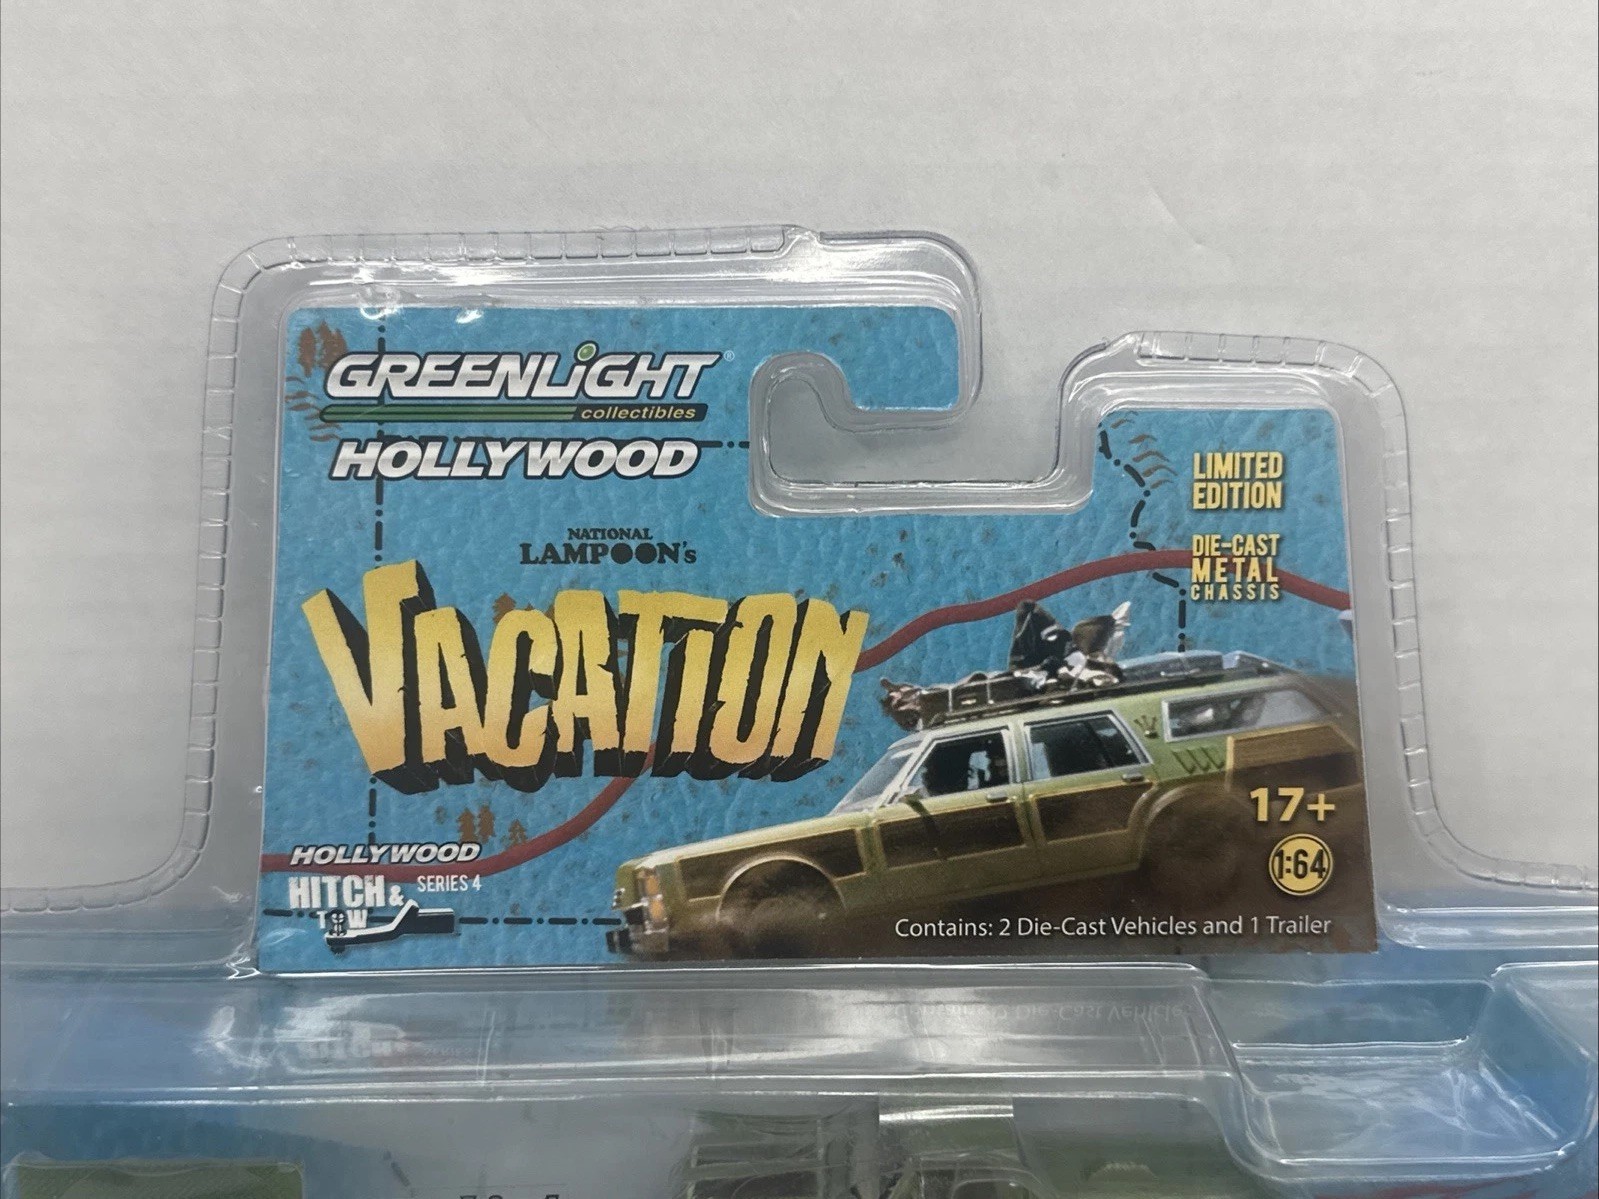 GREENLiGHT®
collectibles
HOLLYWOOD
LIMITED
EDITION
DIE-CAST
METAL
CHASSIS
NATIONAL
LAMPOON's
VACATION
17+
1:64
HOLLYWOOD
HITCH &
TOW
SERIES 4
Contains: 2 Die-Cast Vehicles and 1 Trailer